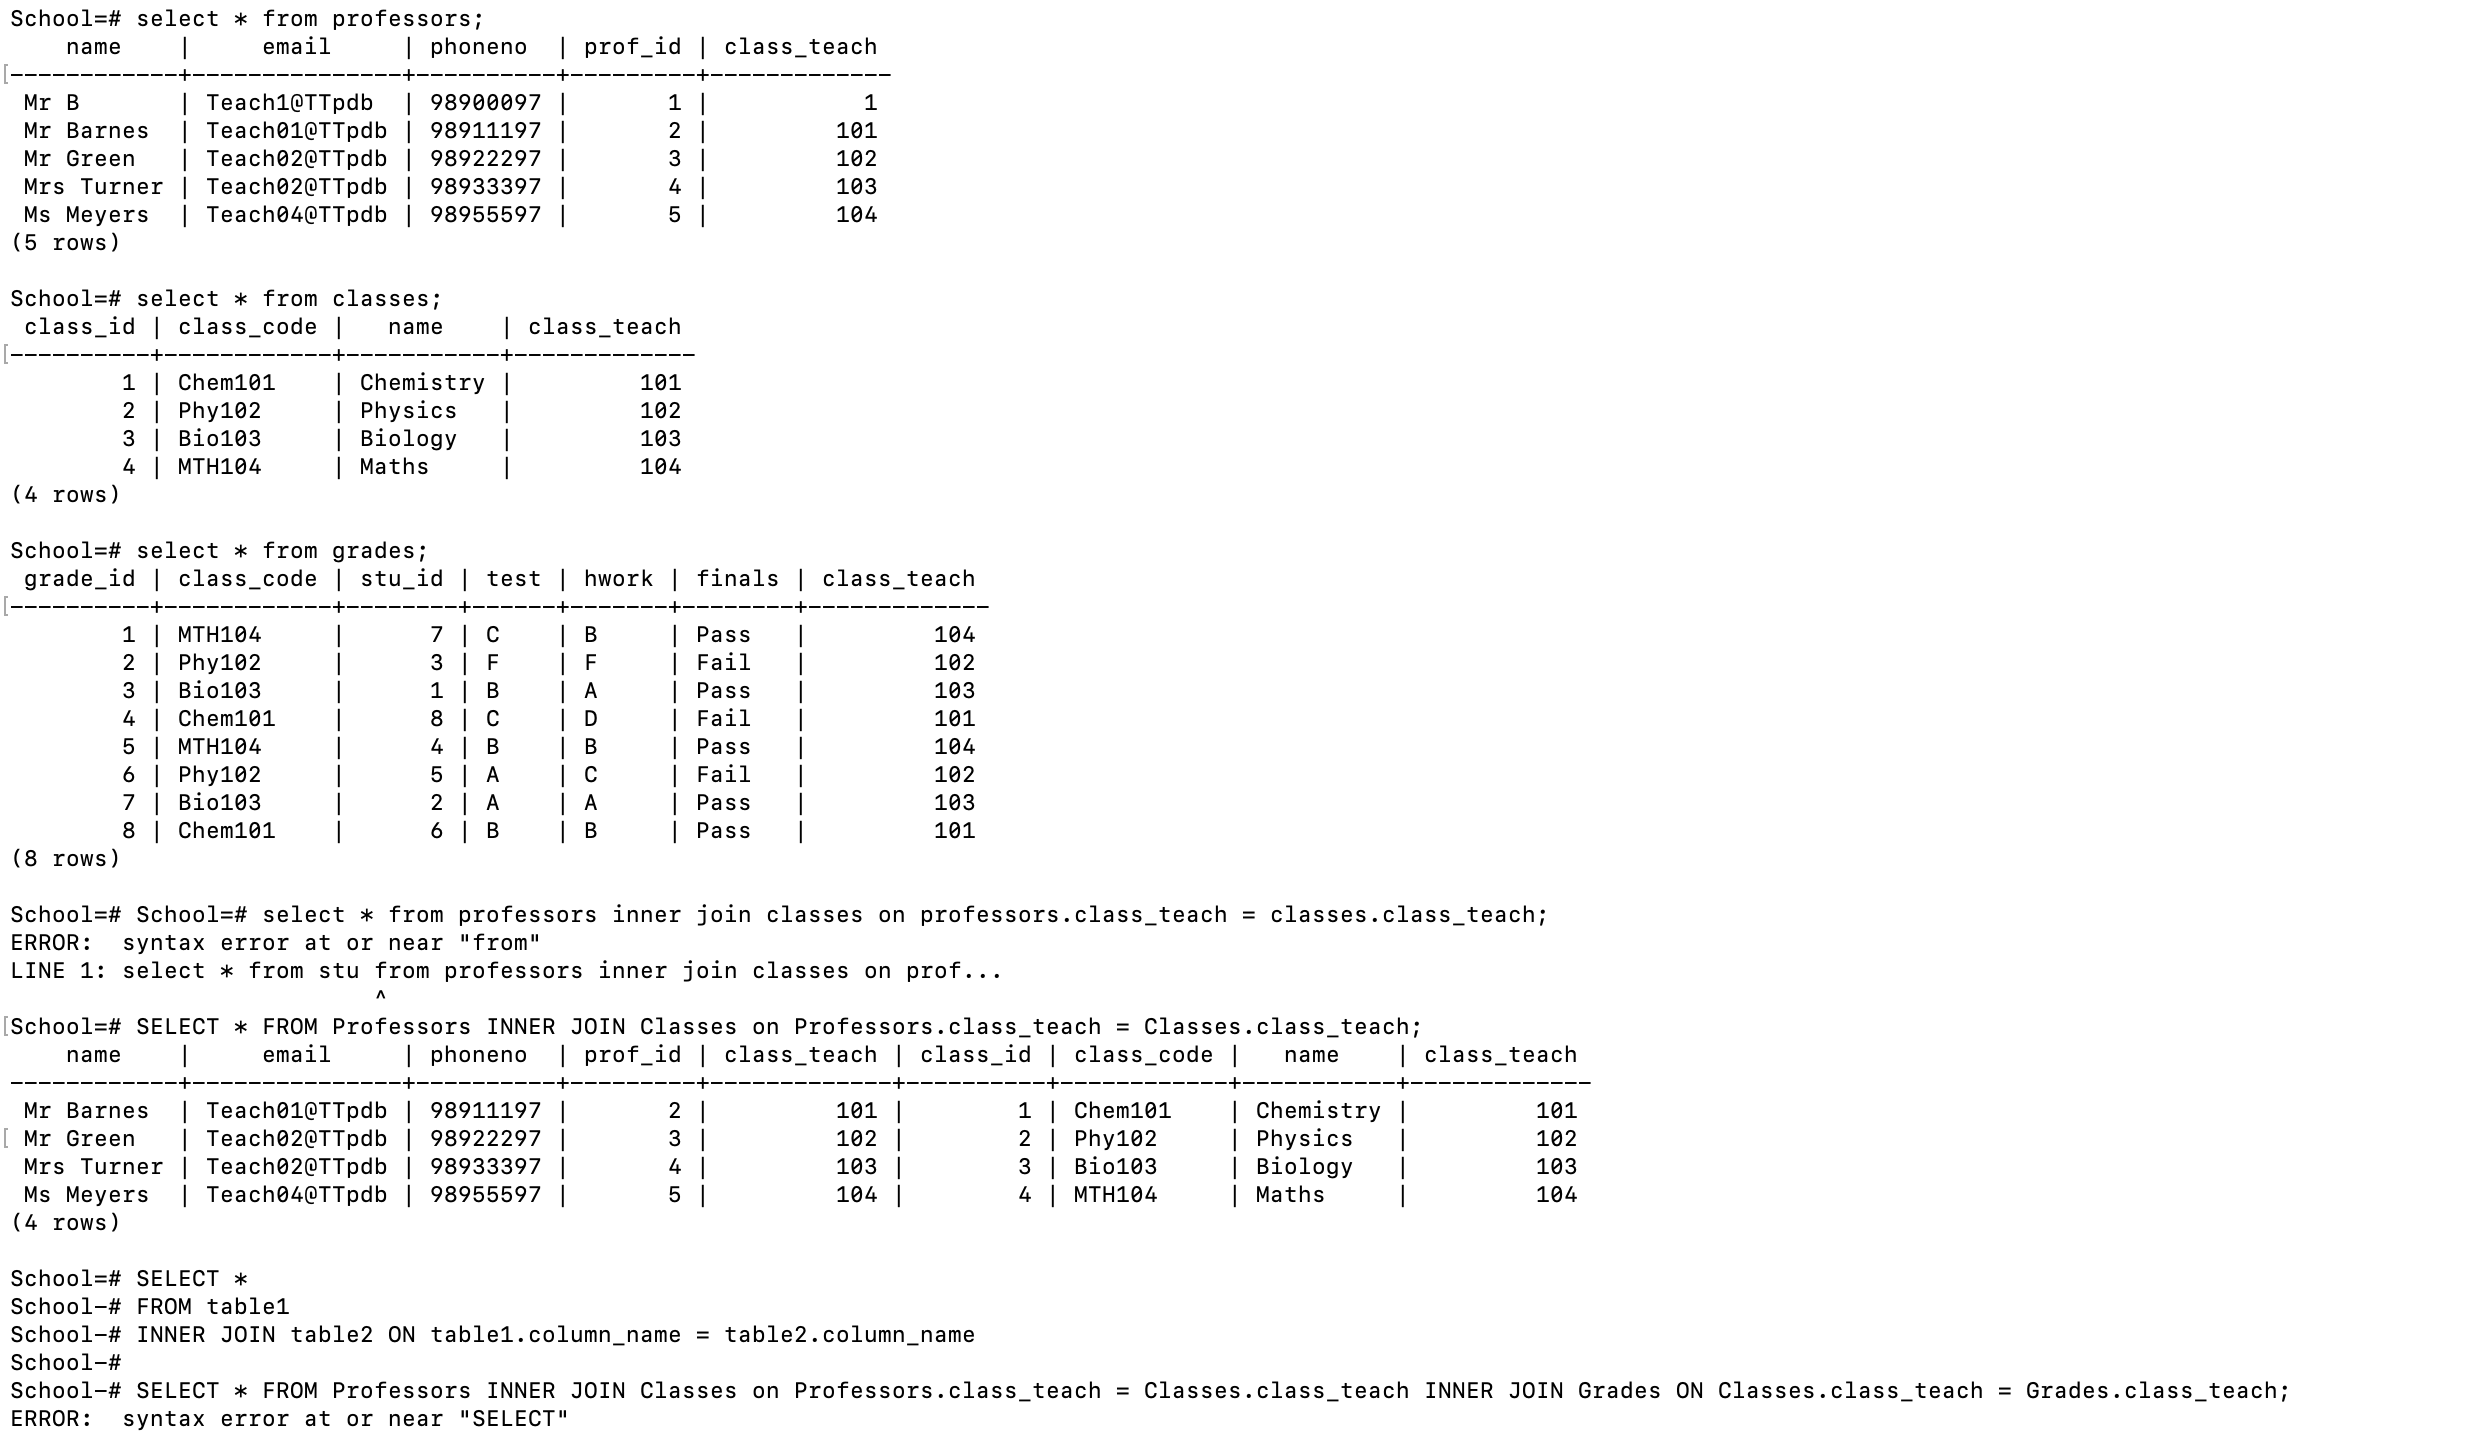 School=# select * from professors;
    name    |     email      | phoneno  | prof_id | class_teach
------------+----------------+----------+---------+-------------
 Mr B       | Teach1@TTpdb   | 98900097 |       1 |           1
 Mr Barnes  | Teach01@TTpdb  | 98911197 |       2 |         101
 Mr Green   | Teach02@TTpdb  | 98922297 |       3 |         102
 Mrs Turner | Teach02@TTpdb  | 98933397 |       4 |         103
 Ms Meyers  | Teach04@TTpdb  | 98955597 |       5 |         104
(5 rows)

School=# select * from classes;
 class_id | class_code |   name    | class_teach
----------+------------+-----------+-------------
        1 | Chem101    | Chemistry |         101
        2 | Phy102     | Physics   |         102
        3 | Bio103     | Biology   |         103
        4 | MTH104     | Maths     |         104
(4 rows)

School=# select * from grades;
 grade_id | class_code | stu_id | test | hwork | finals | class_teach
----------+------------+--------+------+-------+--------+-------------
        1 | MTH104     |      7 | C    | B     | Pass   |         104
        2 | Phy102     |      3 | F    | F     | Fail   |         102
        3 | Bio103     |      1 | B    | A     | Pass   |         103
        4 | Chem101    |      8 | C    | D     | Fail   |         101
        5 | MTH104     |      4 | B    | B     | Pass   |         104
        6 | Phy102     |      5 | A    | C     | Fail   |         102
        7 | Bio103     |      2 | A    | A     | Pass   |         103
        8 | Chem101    |      6 | B    | B     | Pass   |         101
(8 rows)

School=# School=# select * from professors inner join classes on professors.class_teach = classes.class_teach;
ERROR:  syntax error at or near "from"
LINE 1: select * from stu from professors inner join classes on prof...
                          ^
School=# SELECT * FROM Professors INNER JOIN Classes on Professors.class_teach = Classes.class_teach;
    name    |     email      | phoneno  | prof_id | class_teach | class_id | class_code |   name    | class_teach
------------+----------------+----------+---------+-------------+----------+------------+-----------+-------------
 Mr Barnes  | Teach01@TTpdb | 98911197 |       2 |         101 |        1 | Chem101    | Chemistry |         101
 Mr Green   | Teach02@TTpdb | 98922297 |       3 |         102 |        2 | Phy102     | Physics   |         102
 Mrs Turner | Teach02@TTpdb | 98933397 |       4 |         103 |        3 | Bio103     | Biology   |         103
 Ms Meyers  | Teach04@TTpdb | 98955597 |       5 |         104 |        4 | MTH104     | Maths     |         104
(4 rows)

School=# SELECT *
School-# FROM table1
School-# INNER JOIN table2 ON table1.column_name = table2.column_name
School-#
School-# SELECT * FROM Professors INNER JOIN Classes on Professors.class_teach = Classes.class_teach INNER JOIN Grades ON Classes.class_teach = Grades.class_teach;
ERROR:  syntax error at or near "SELECT"